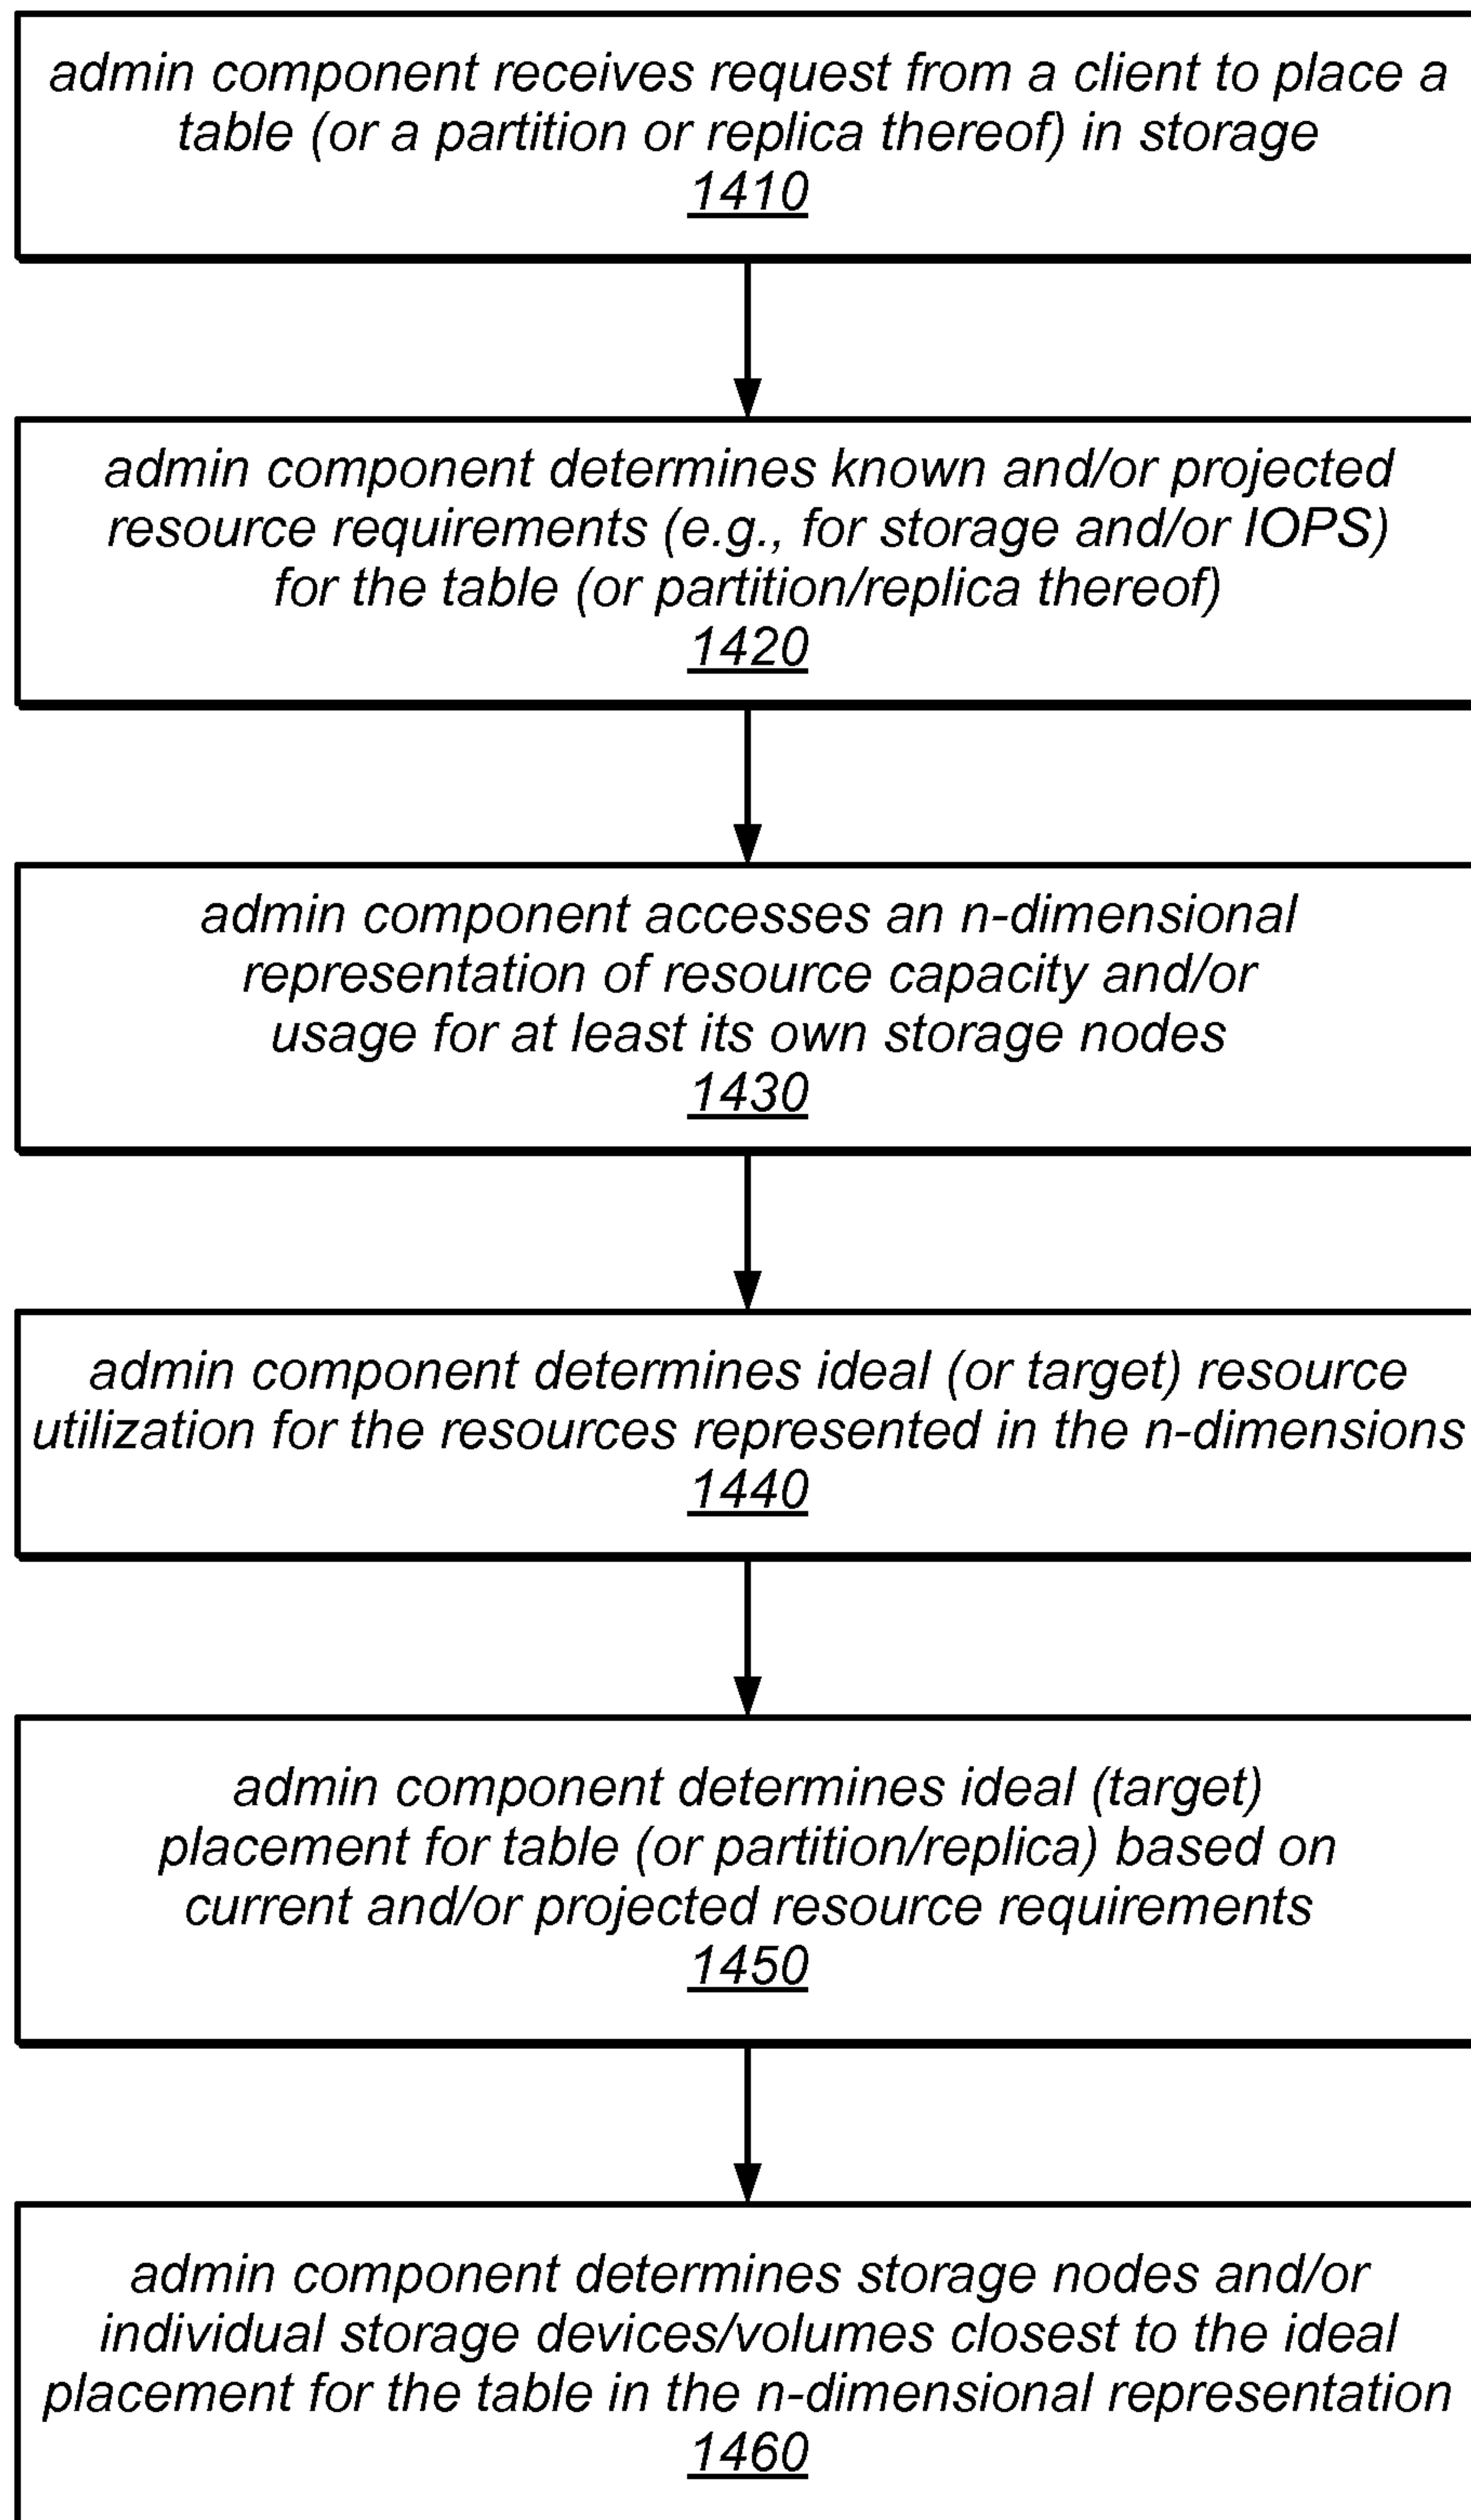 admin component receives request from a client to place a
table (or a partition or replica thereof) in storage
1410
admin component determines known and/or projected
resource requirements (e.g., for storage and/or IOPS)
for the table (or partition/replica thereof)
1420
admin component accesses an n-dimensional
representation of resource capacity and/or
usage for at least its own storage nodes
1430
admin component determines ideal (or target) resource
utilization for the resources represented in the n-dimensions
1440
admin component determines ideal (target)
placement for table (or partition/replica) based on
current and/or projected resource requirements
1450
admin component determines storage nodes and/or
individual storage devices/volumes closest to the ideal
placement for the table in the n-dimensional representation
1460